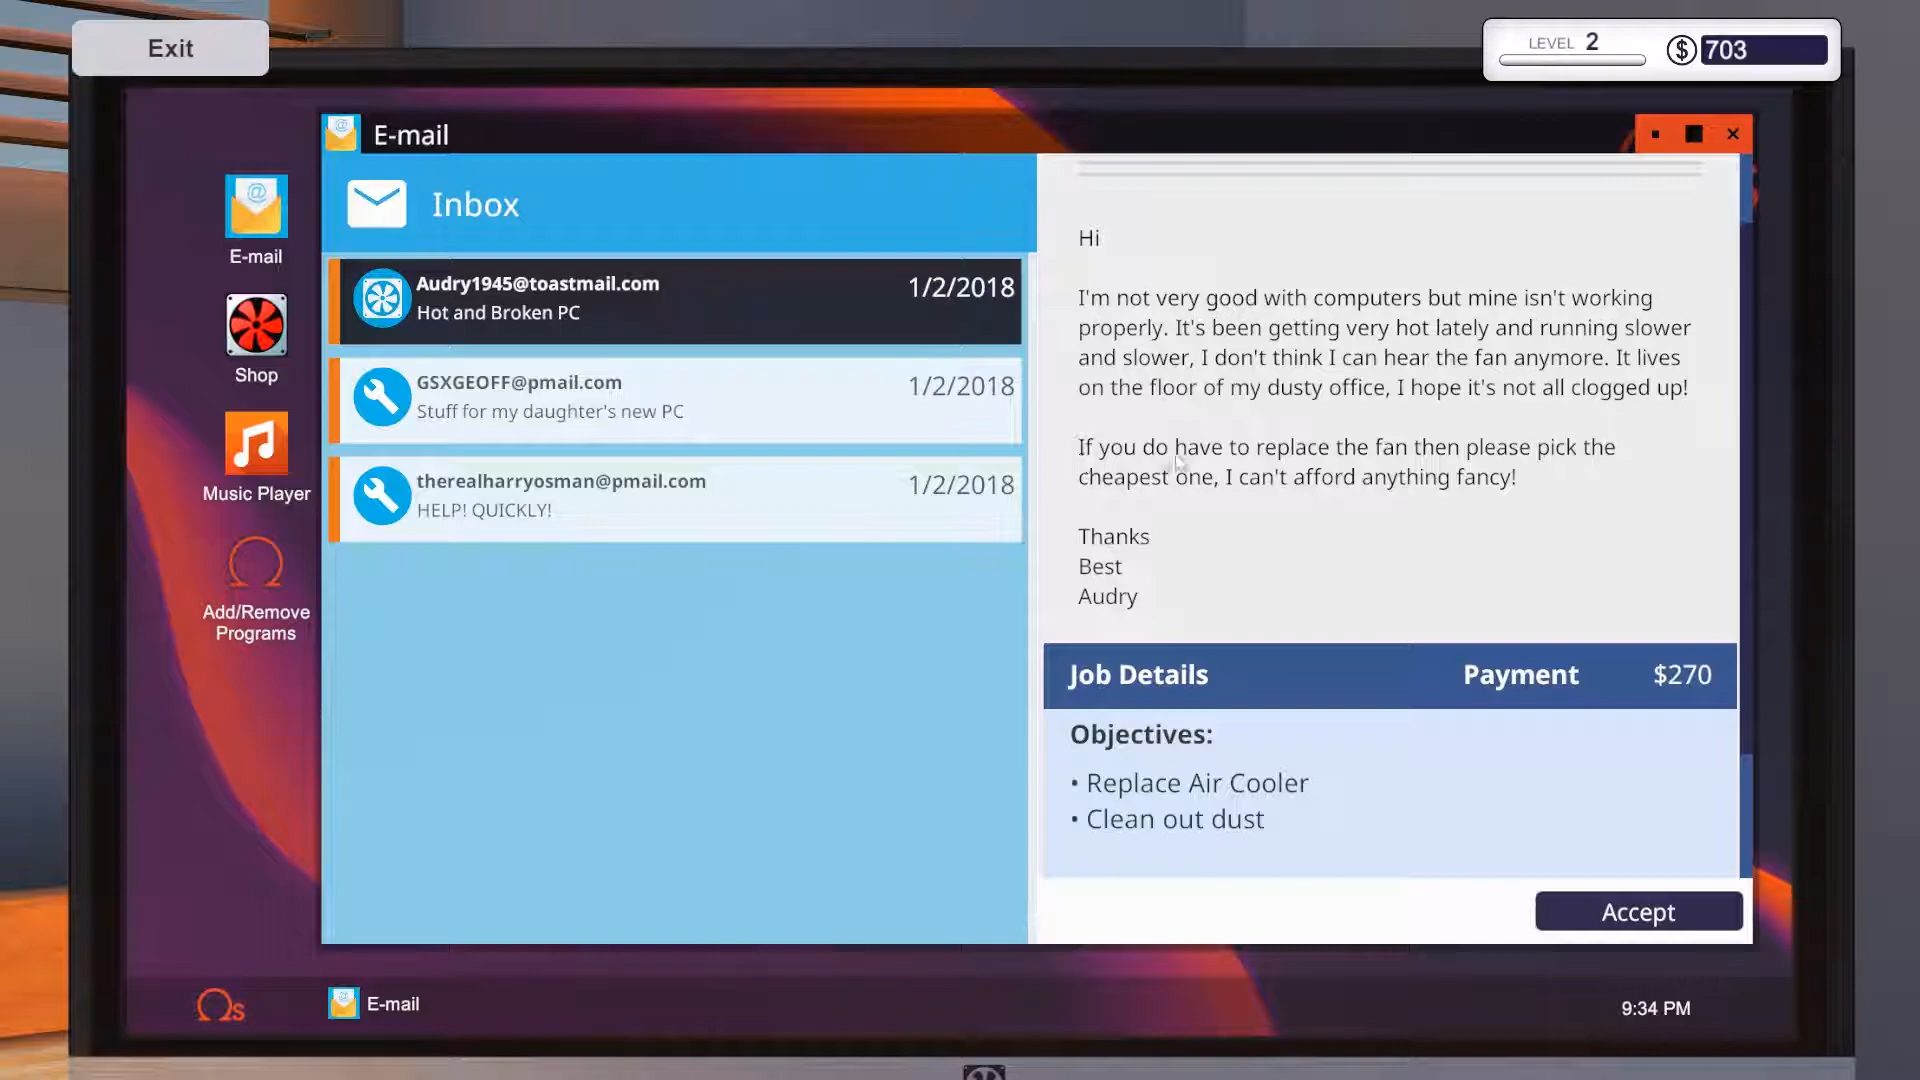 Exit
LEVEL 2
$ 703
E-mail
E-mail
Shop
Music Player
Add/Remove
Programs
Inbox
Audry1945@toastmail.com 1/2/2018
Hot and Broken PC
GSXGEOFF@pmail.com 1/2/2018
Stuff for my daughter's new PC
therealharryosman@pmail.com 1/2/2018
HELP! QUICKLY!
Hi
I'm not very good with computers but mine isn't working
properly. It's been getting very hot lately and running slower
and slower, I don't think I can hear the fan anymore. It lives
on the floor of my dusty office, I hope it's not all clogged up!
If you do have to replace the fan then please pick the
cheapest one, I can't afford anything fancy!
Thanks
Best
Audry
Job Details Payment $270
Objectives:
• Replace Air Cooler
• Clean out dust
Accept
Ωs
E-mail
9:34 PM